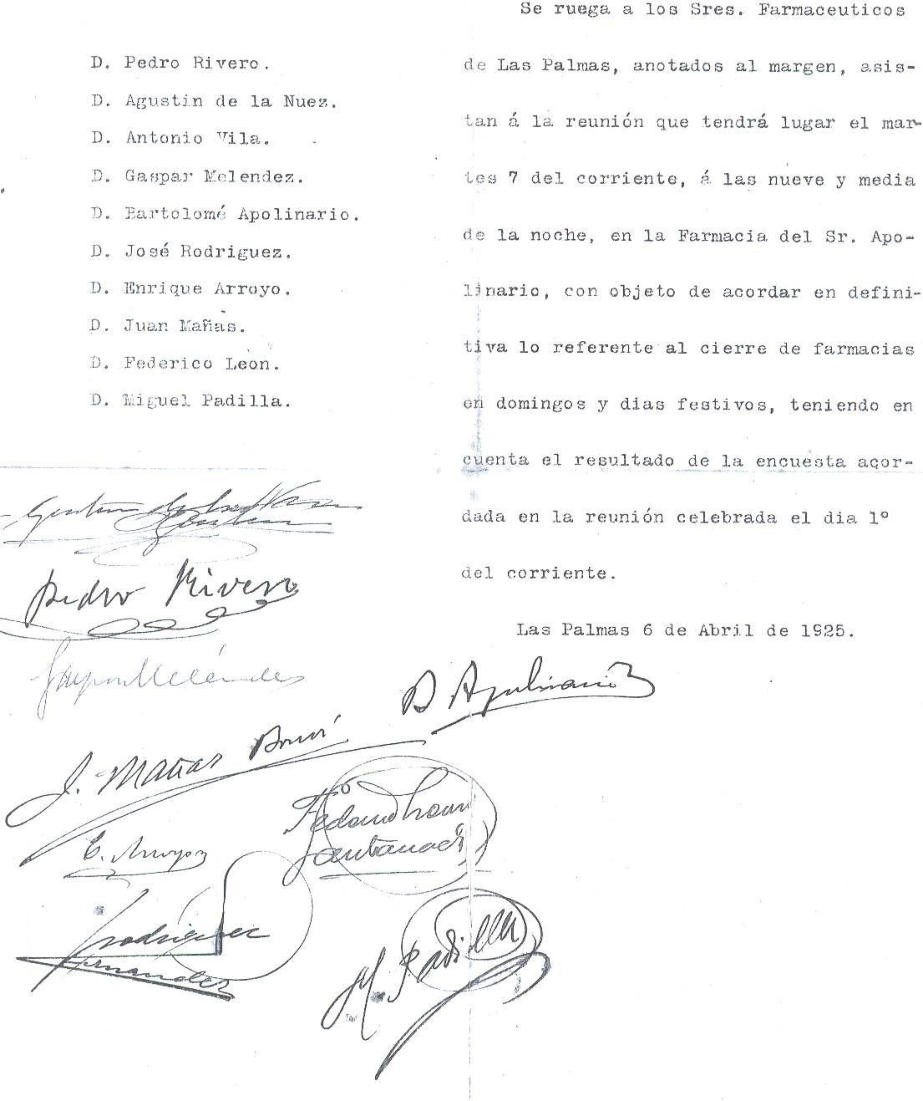 D. Pedro Rivero.
D. Agustin de la Nuez.
D. Antonio Vila.
D. Gaspar Melendez.
D. Bartolomé Apolinario.
D. José Rodriguez.
D. Enrique Arroyo.
D. Juan Mañas.
D. Federico Leon.
D. Miguel Padilla.
Se ruega a los Sres. Farmaceuticos
de Las Palmas, anotados al margen, asis-
tan á la reunión que tendrá lugar el mar-
tes 7 del corriente, á las nueve y media
de la noche, en la Farmacia del Sr. Apo-
linario, con objeto de acordar en defini-
tiva lo referente al cierre de farmacias
en domingos y dias festivos, teniendo en
cuenta el resultado de la encuesta acor-
dada en la reunión celebrada el dia 1º
del corriente.
Las Palmas 6 de Abril de 1925.
Pedro Rivero
Gaspar Meléndez
B Apolinario
J. Mañas
E. Arroyo
Rodriguez
Hernandez
M. Padilla